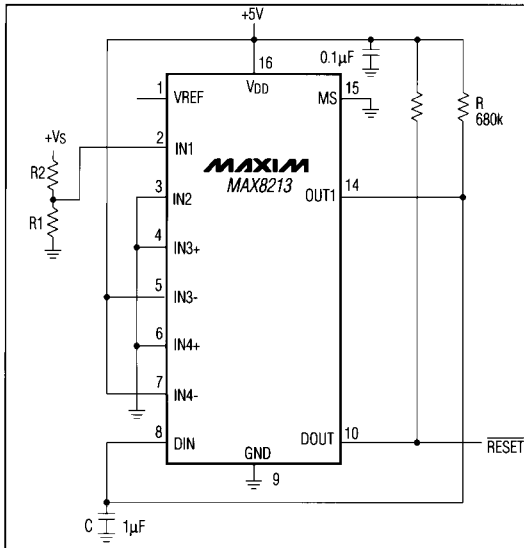 +5V
0.1µF
16
VDD
1
VREF
15
MS
R
680k
+VS
R2
R1
2
IN1
MAXIM
MAX8213
3
IN2
14
OUT1
4
IN3+
5
IN3-
6
IN4+
7
IN4-
8
DIN
10
DOUT
RESET
GND
9
C
1µF